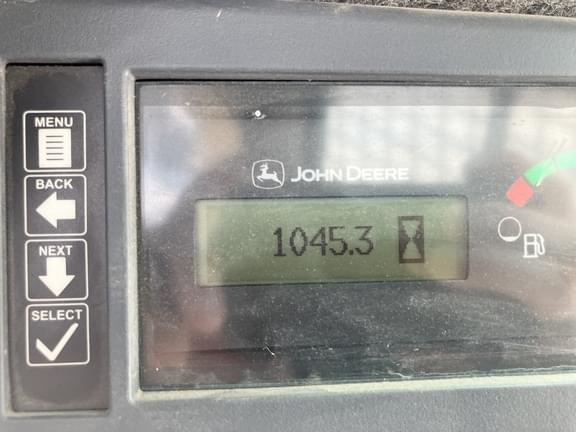 MENU
BACK
NEXT
SELECT
JOHN DEERE
1045.3